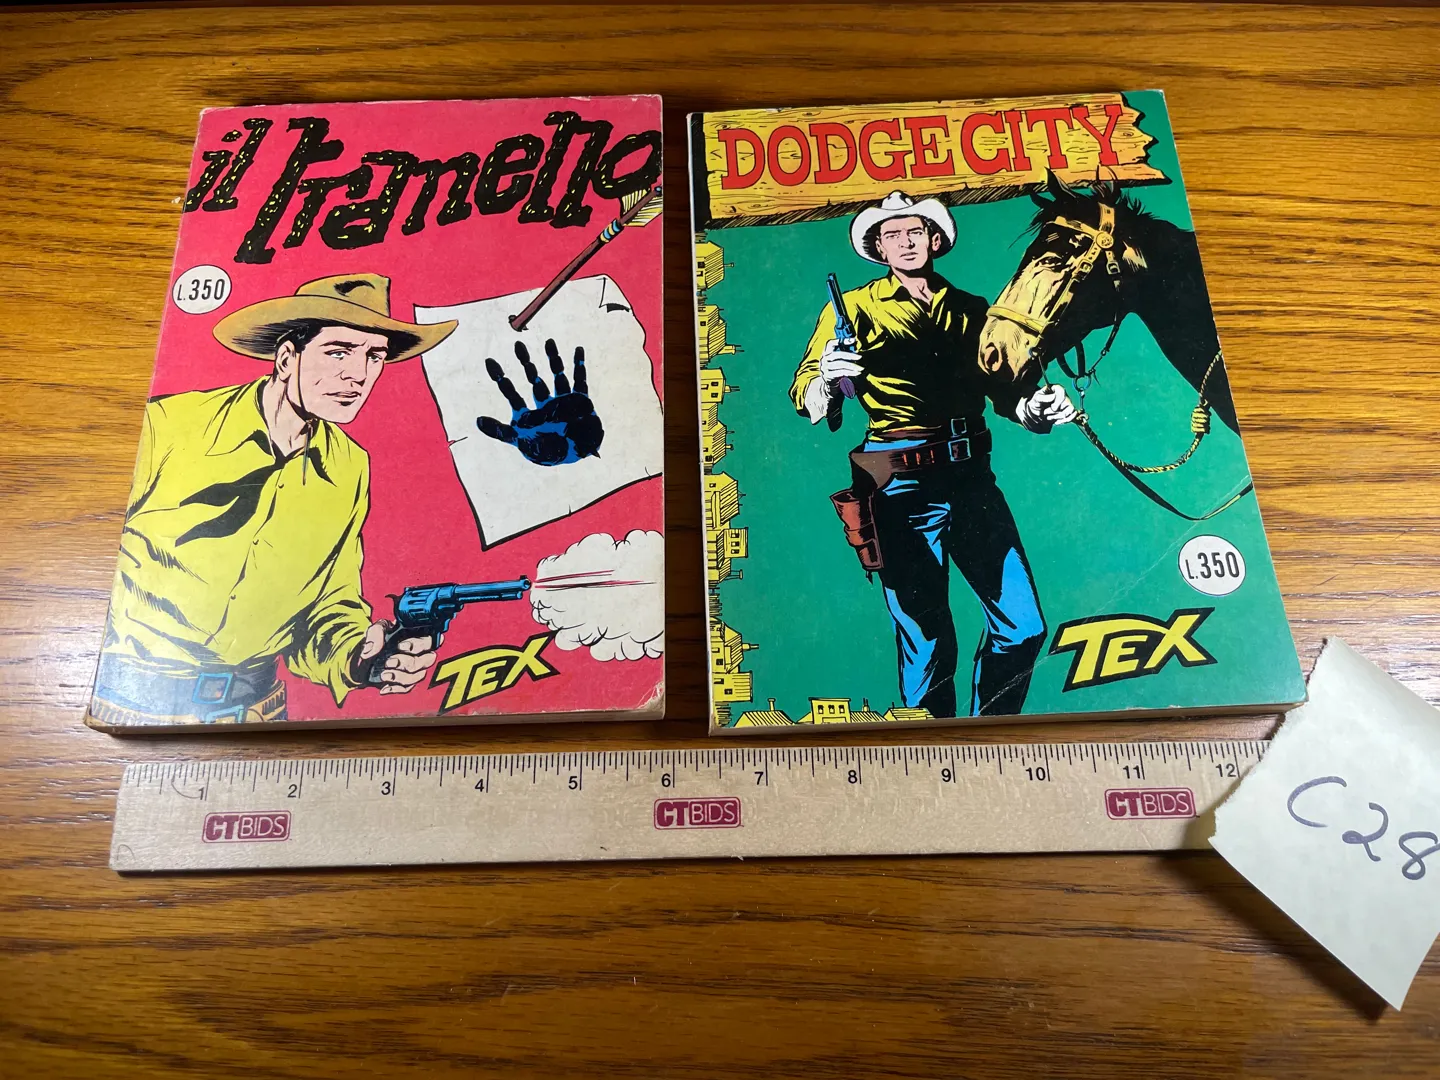 il tranello
L.350
TEX
DODGE CITY
L.350
TEX
1 2 3 4 5 6 7 8 9 10 11 12
CTBIDS CTBIDS CTBIDS
C28